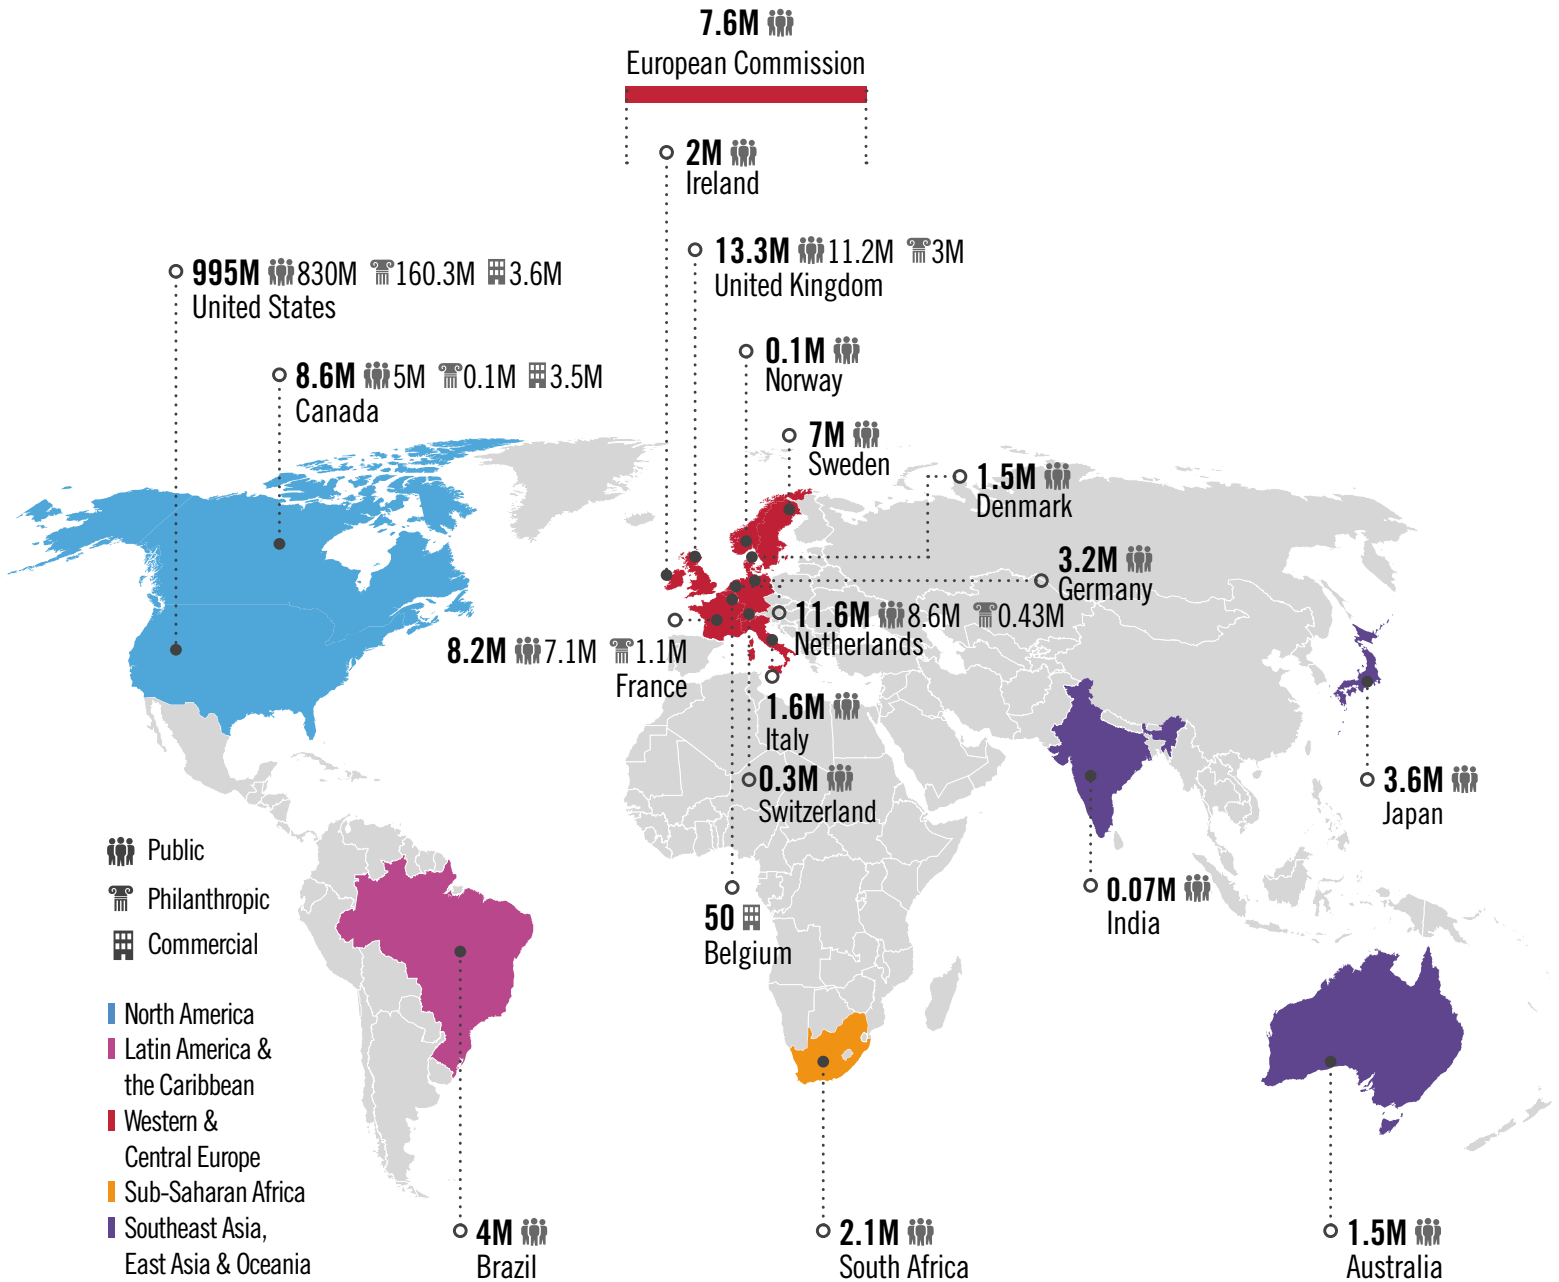 7.6M
European Commission
2M
Ireland
13.3M 11.2M 3M
United Kingdom
995M 830M 160.3M 3.6M
United States
0.1M
Norway
8.6M 5M 0.1M 3.5M
Canada
7M
Sweden
1.5M
Denmark
3.2M
Germany
11.6M 8.6M 0.43M
Netherlands
8.2M 7.1M 1.1M
France
1.6M
Italy
0.3M
Switzerland
3.6M
Japan
50
Belgium
0.07M
India
Public
Philanthropic
Commercial
North America
Latin America &
the Caribbean
Western &
Central Europe
Sub-Saharan Africa
Southeast Asia,
East Asia & Oceania
4M
Brazil
2.1M
South Africa
1.5M
Australia